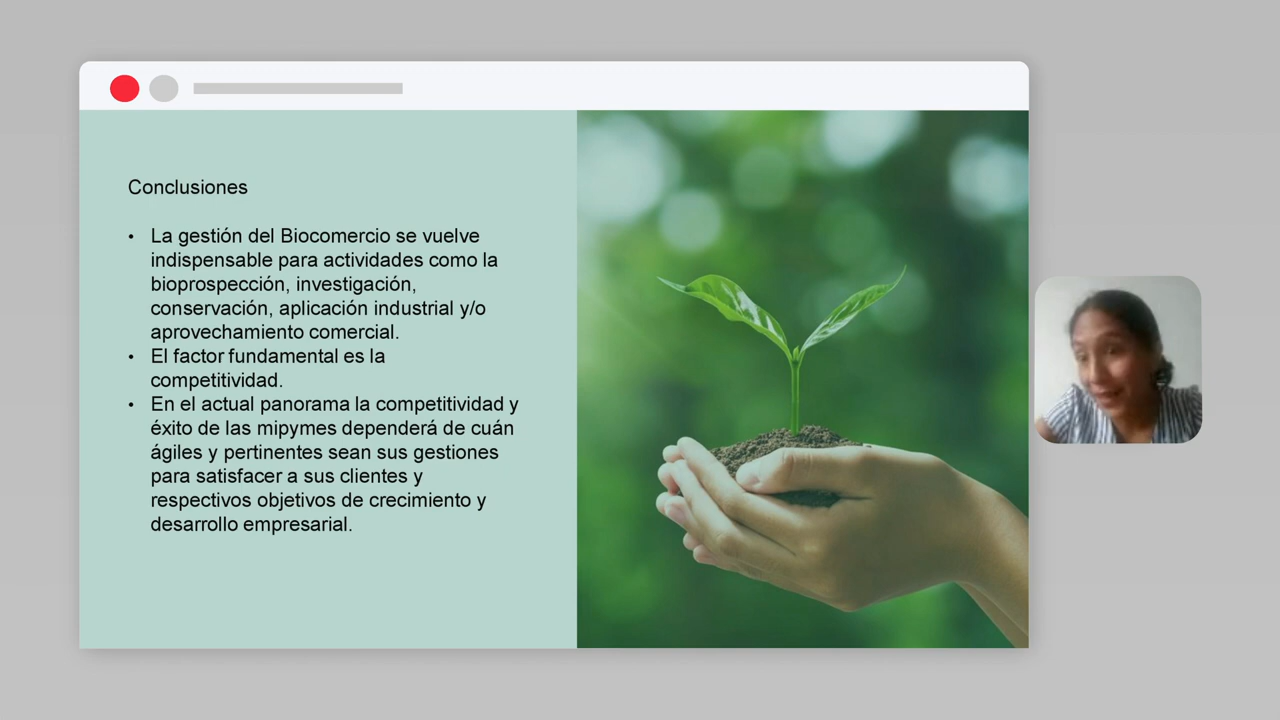 Conclusiones
• La gestión del Biocomercio se vuelve
indispensable para actividades como la
bioprospección, investigación,
conservación, aplicación industrial y/o
aprovechamiento comercial.
• El factor fundamental es la
competitividad.
• En el actual panorama la competitividad y
éxito de las mipymes dependerá de cuán
ágiles y pertinentes sean sus gestiones
para satisfacer a sus clientes y
respectivos objetivos de crecimiento y
desarrollo empresarial.